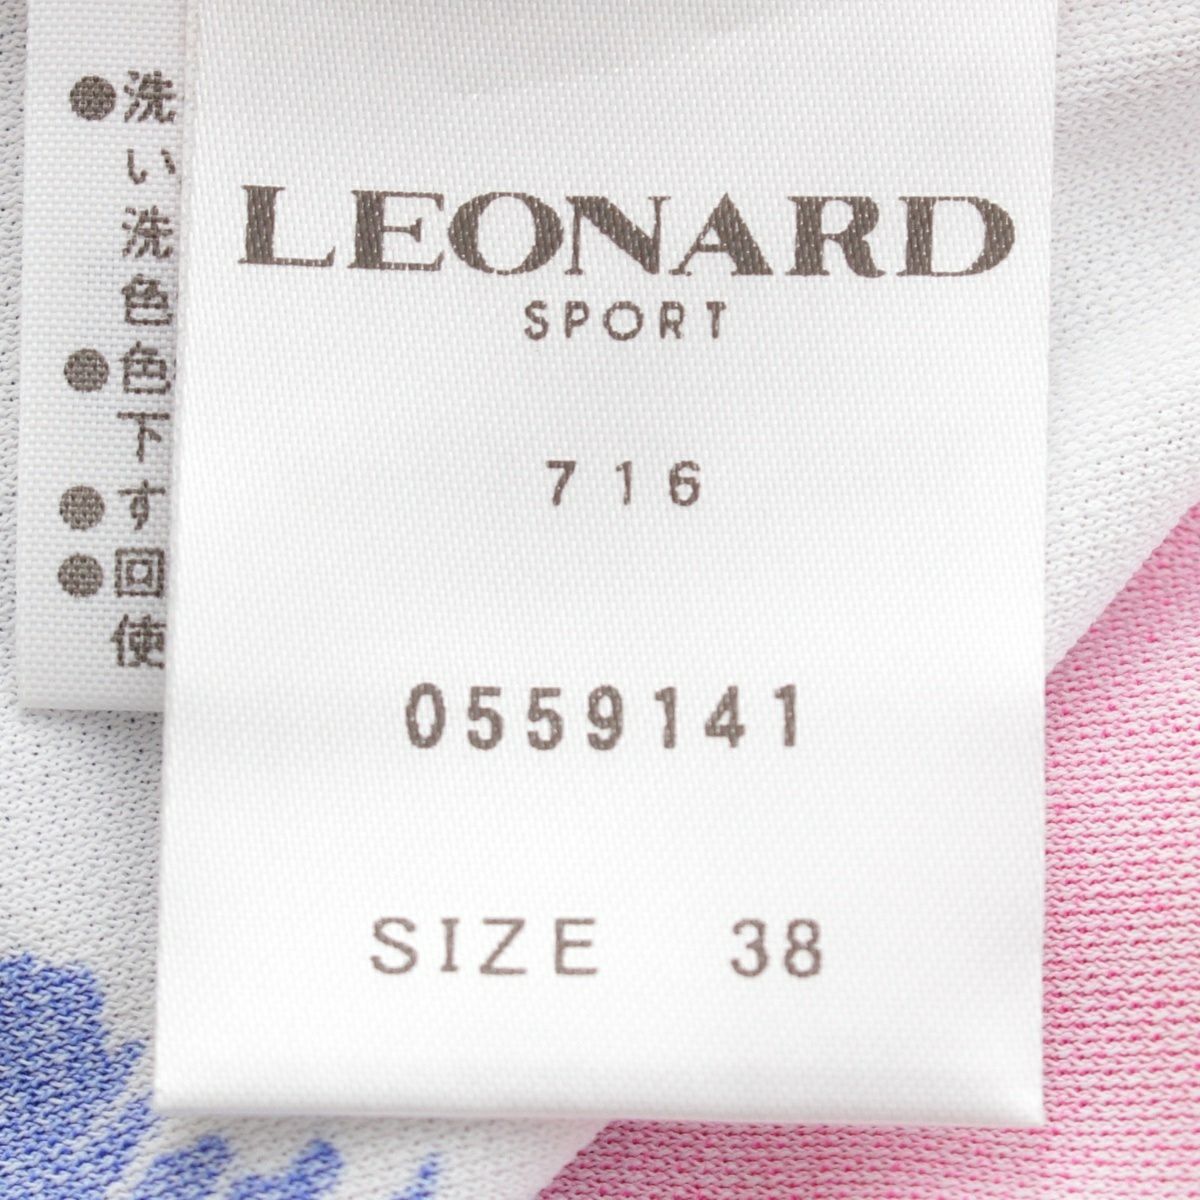 ●洗
い
洗
色
●色
下
●す
●回
使
LEONARD
SPORT
716
0559141
SIZE 38